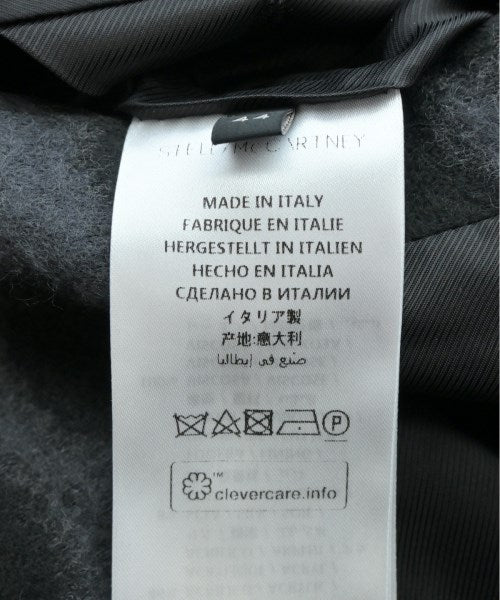 44
STELLA McCARTNEY
MADE IN ITALY
FABRIQUE EN ITALIE
HERGESTELLT IN ITALIEN
HECHO EN ITALIA
СДЕЛАНО В ИТАЛИИ
イタリア製
产地:意大利
صنع في إيطاليا
P
clevercare.info